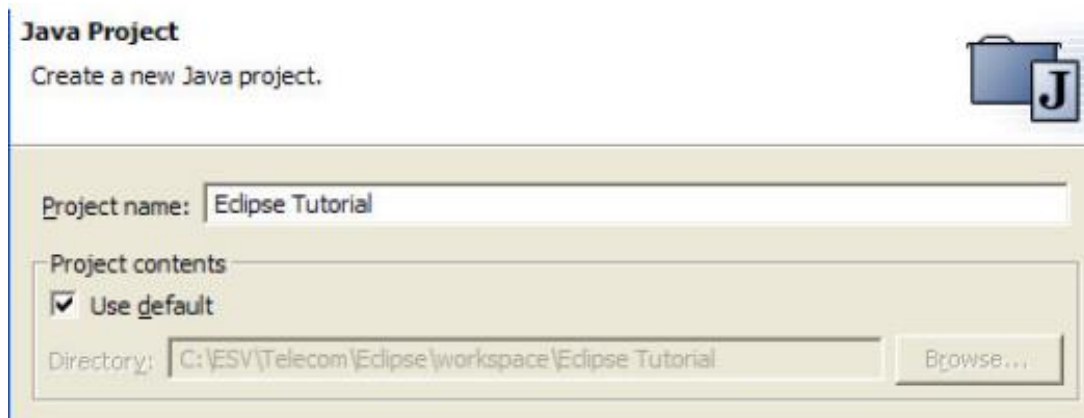 Java Project
Create a new Java project.
J
Project name: Eclipse Tutorial
Project contents
Use default
Directory: C:\ESV\Telecom\Eclipse\workspace\Eclipse Tutorial Browse...